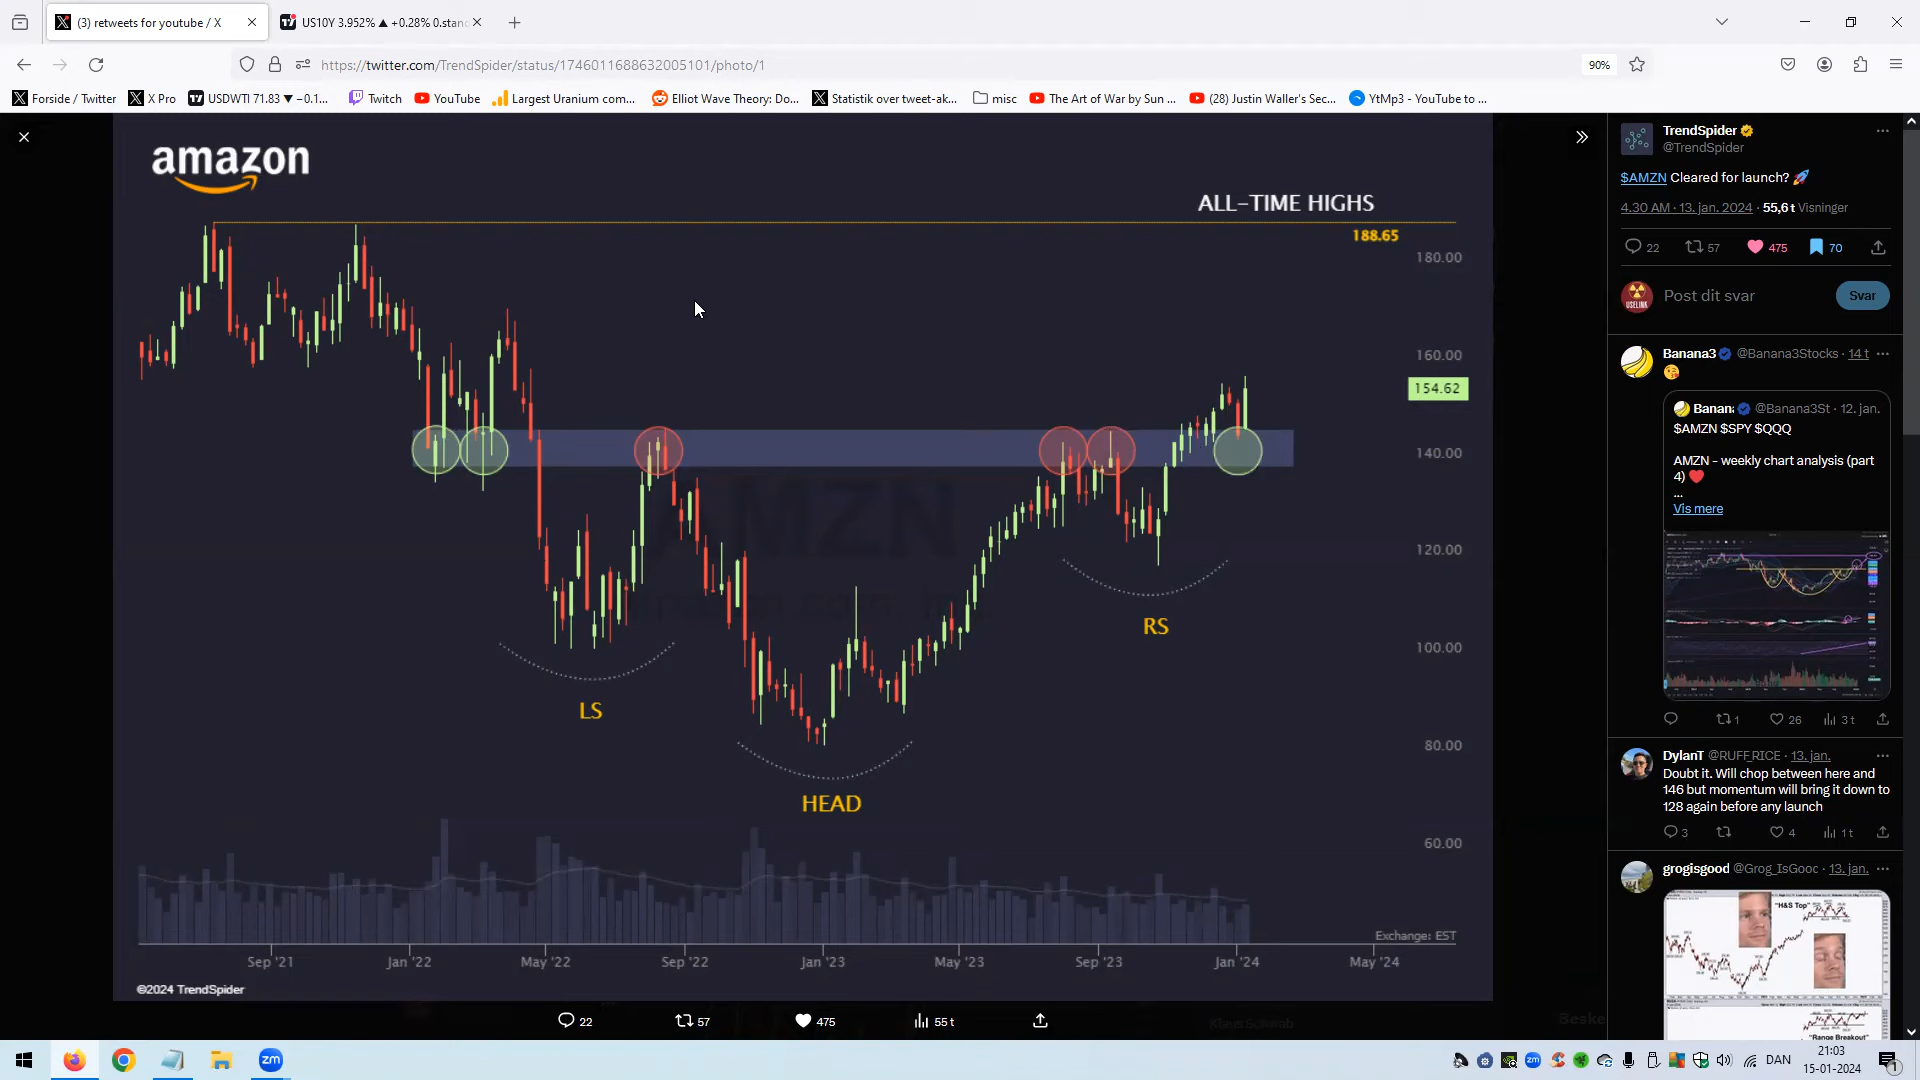 (3) retweets for youtube / X
US10Y 3.952% ▲ +0.28% 0.stand
https://twitter.com/TrendSpider/status/1746011688632005101/photo/1
90%
Forside / Twitter
X Pro
USDWTI 71.83 ▼ −0.1...
Twitch
YouTube
Largest Uranium com...
Elliot Wave Theory: Do...
Statistik over tweet-ak...
misc
The Art of War by Sun ...
(28) Justin Waller's Sec...
YtMp3 - YouTube to ...
amazon
ALL-TIME HIGHS
188.65
180.00
160.00
154.62
140.00
120.00
100.00
80.00
60.00
AMZN
LS
HEAD
RS
Exchange: EST
Sep '21
Jan '22
May '22
Sep '22
Jan '23
May '23
Sep '23
Jan '24
May '24
©2024 TrendSpider
22
57
475
55 t
TrendSpider
@TrendSpider
$AMZN Cleared for launch? 🚀
4.30 AM · 13. jan. 2024 · 55,6 t Visninger
22
57
475
70
USELINK
Post dit svar
Svar
Banana3 @Banana3Stocks · 14 t
😘
Banana @Banana3St · 12. jan.
$AMZN $SPY $QQQ
AMZN - weekly chart analysis (part
4) ❤️
...
Vis mere
1
26
3 t
DylanT @RUFF_RICE · 13. jan.
Doubt it. Will chop between here and
146 but momentum will bring it down to
128 again before any launch
3
4
1 t
grogisgood @Grog_IsGooc · 13. jan.
"H&S Top"
"Range Breakout"
zm
DAN
21:03
15-01-2024
1